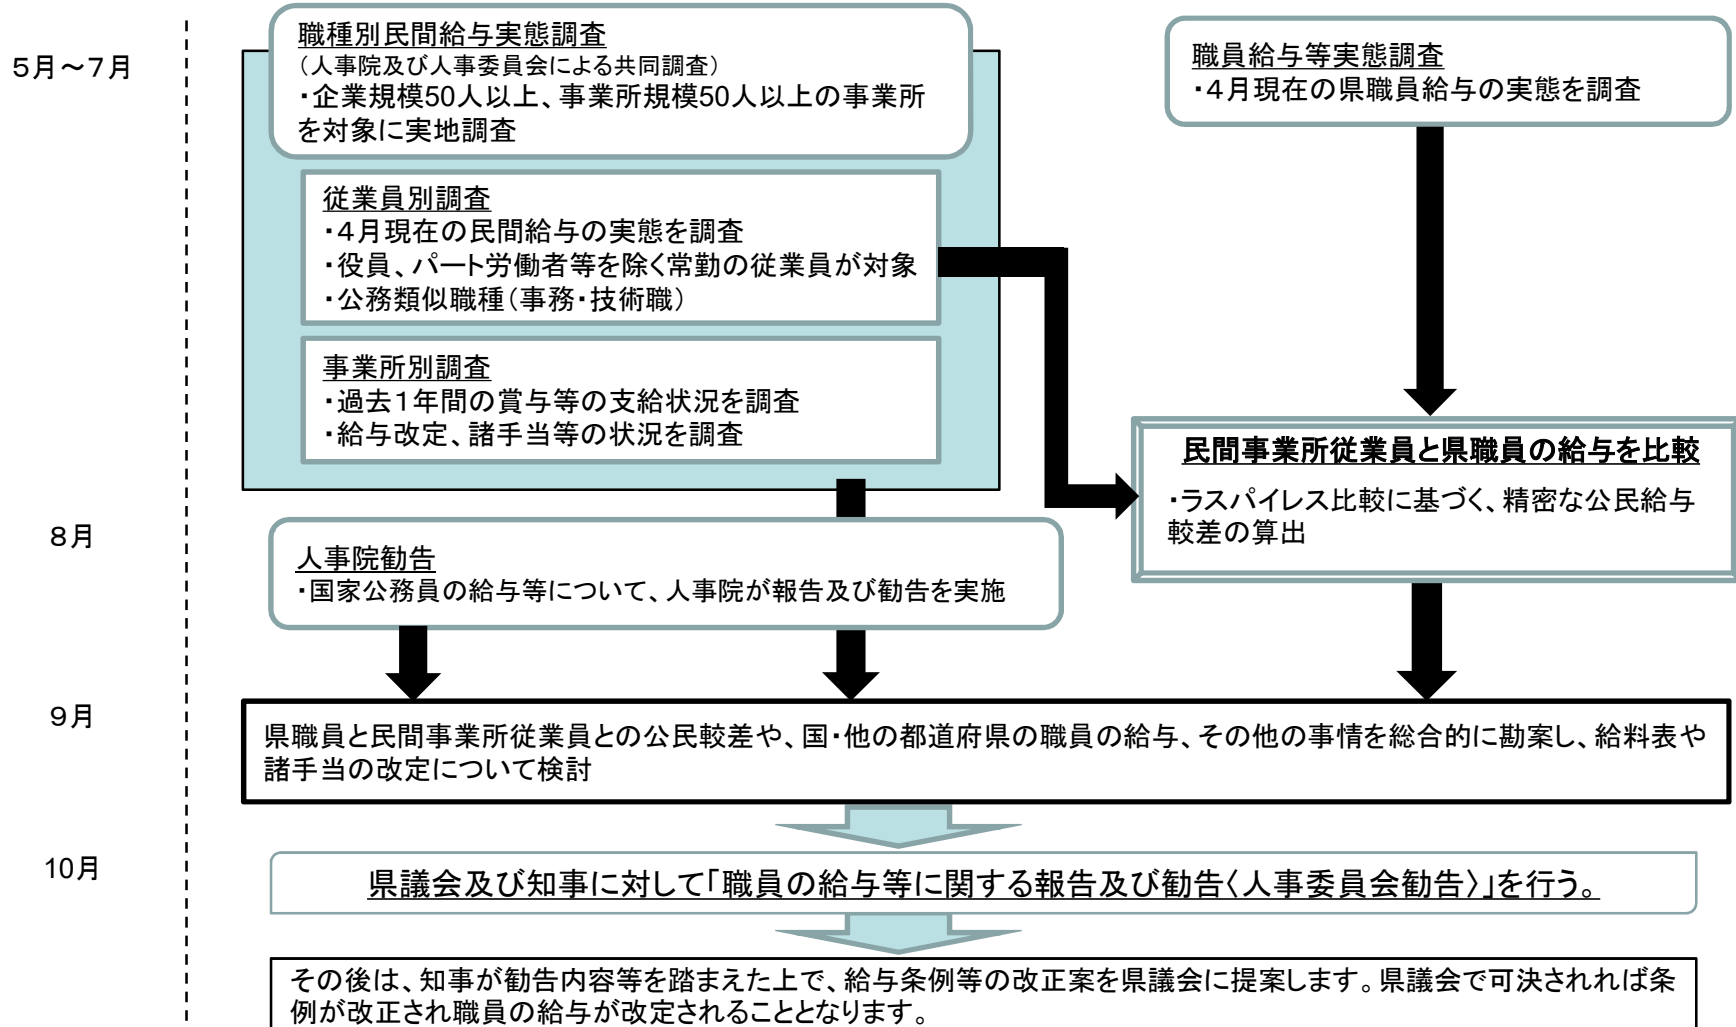 5月～7月
職種別民間給与実態調査
（人事院及び人事委員会による共同調査）
・企業規模50人以上、事業所規模50人以上の事業所
を対象に実地調査
職員給与等実態調査
・4月現在の県職員給与の実態を調査
従業員別調査
・4月現在の民間給与の実態を調査
・役員、パート労働者等を除く常勤の従業員が対象
・公務類似職種（事務・技術職）
事業所別調査
・過去1年間の賞与等の支給状況を調査
・給与改定、諸手当等の状況を調査
民間事業所従業員と県職員の給与を比較
・ラスパイレス比較に基づく、精密な公民給与
較差の算出
8月
人事院勧告
・国家公務員の給与等について、人事院が報告及び勧告を実施
9月
県職員と民間事業所従業員との公民較差や、国・他の都道府県の職員の給与、その他の事情を総合的に勘案し、給料表や
諸手当の改定について検討
10月
県議会及び知事に対して「職員の給与等に関する報告及び勧告〈人事委員会勧告〉」を行う。
その後は、知事が勧告内容等を踏まえた上で、給与条例等の改正案を県議会に提案します。県議会で可決されれば条
例が改正され職員の給与が改定されることとなります。